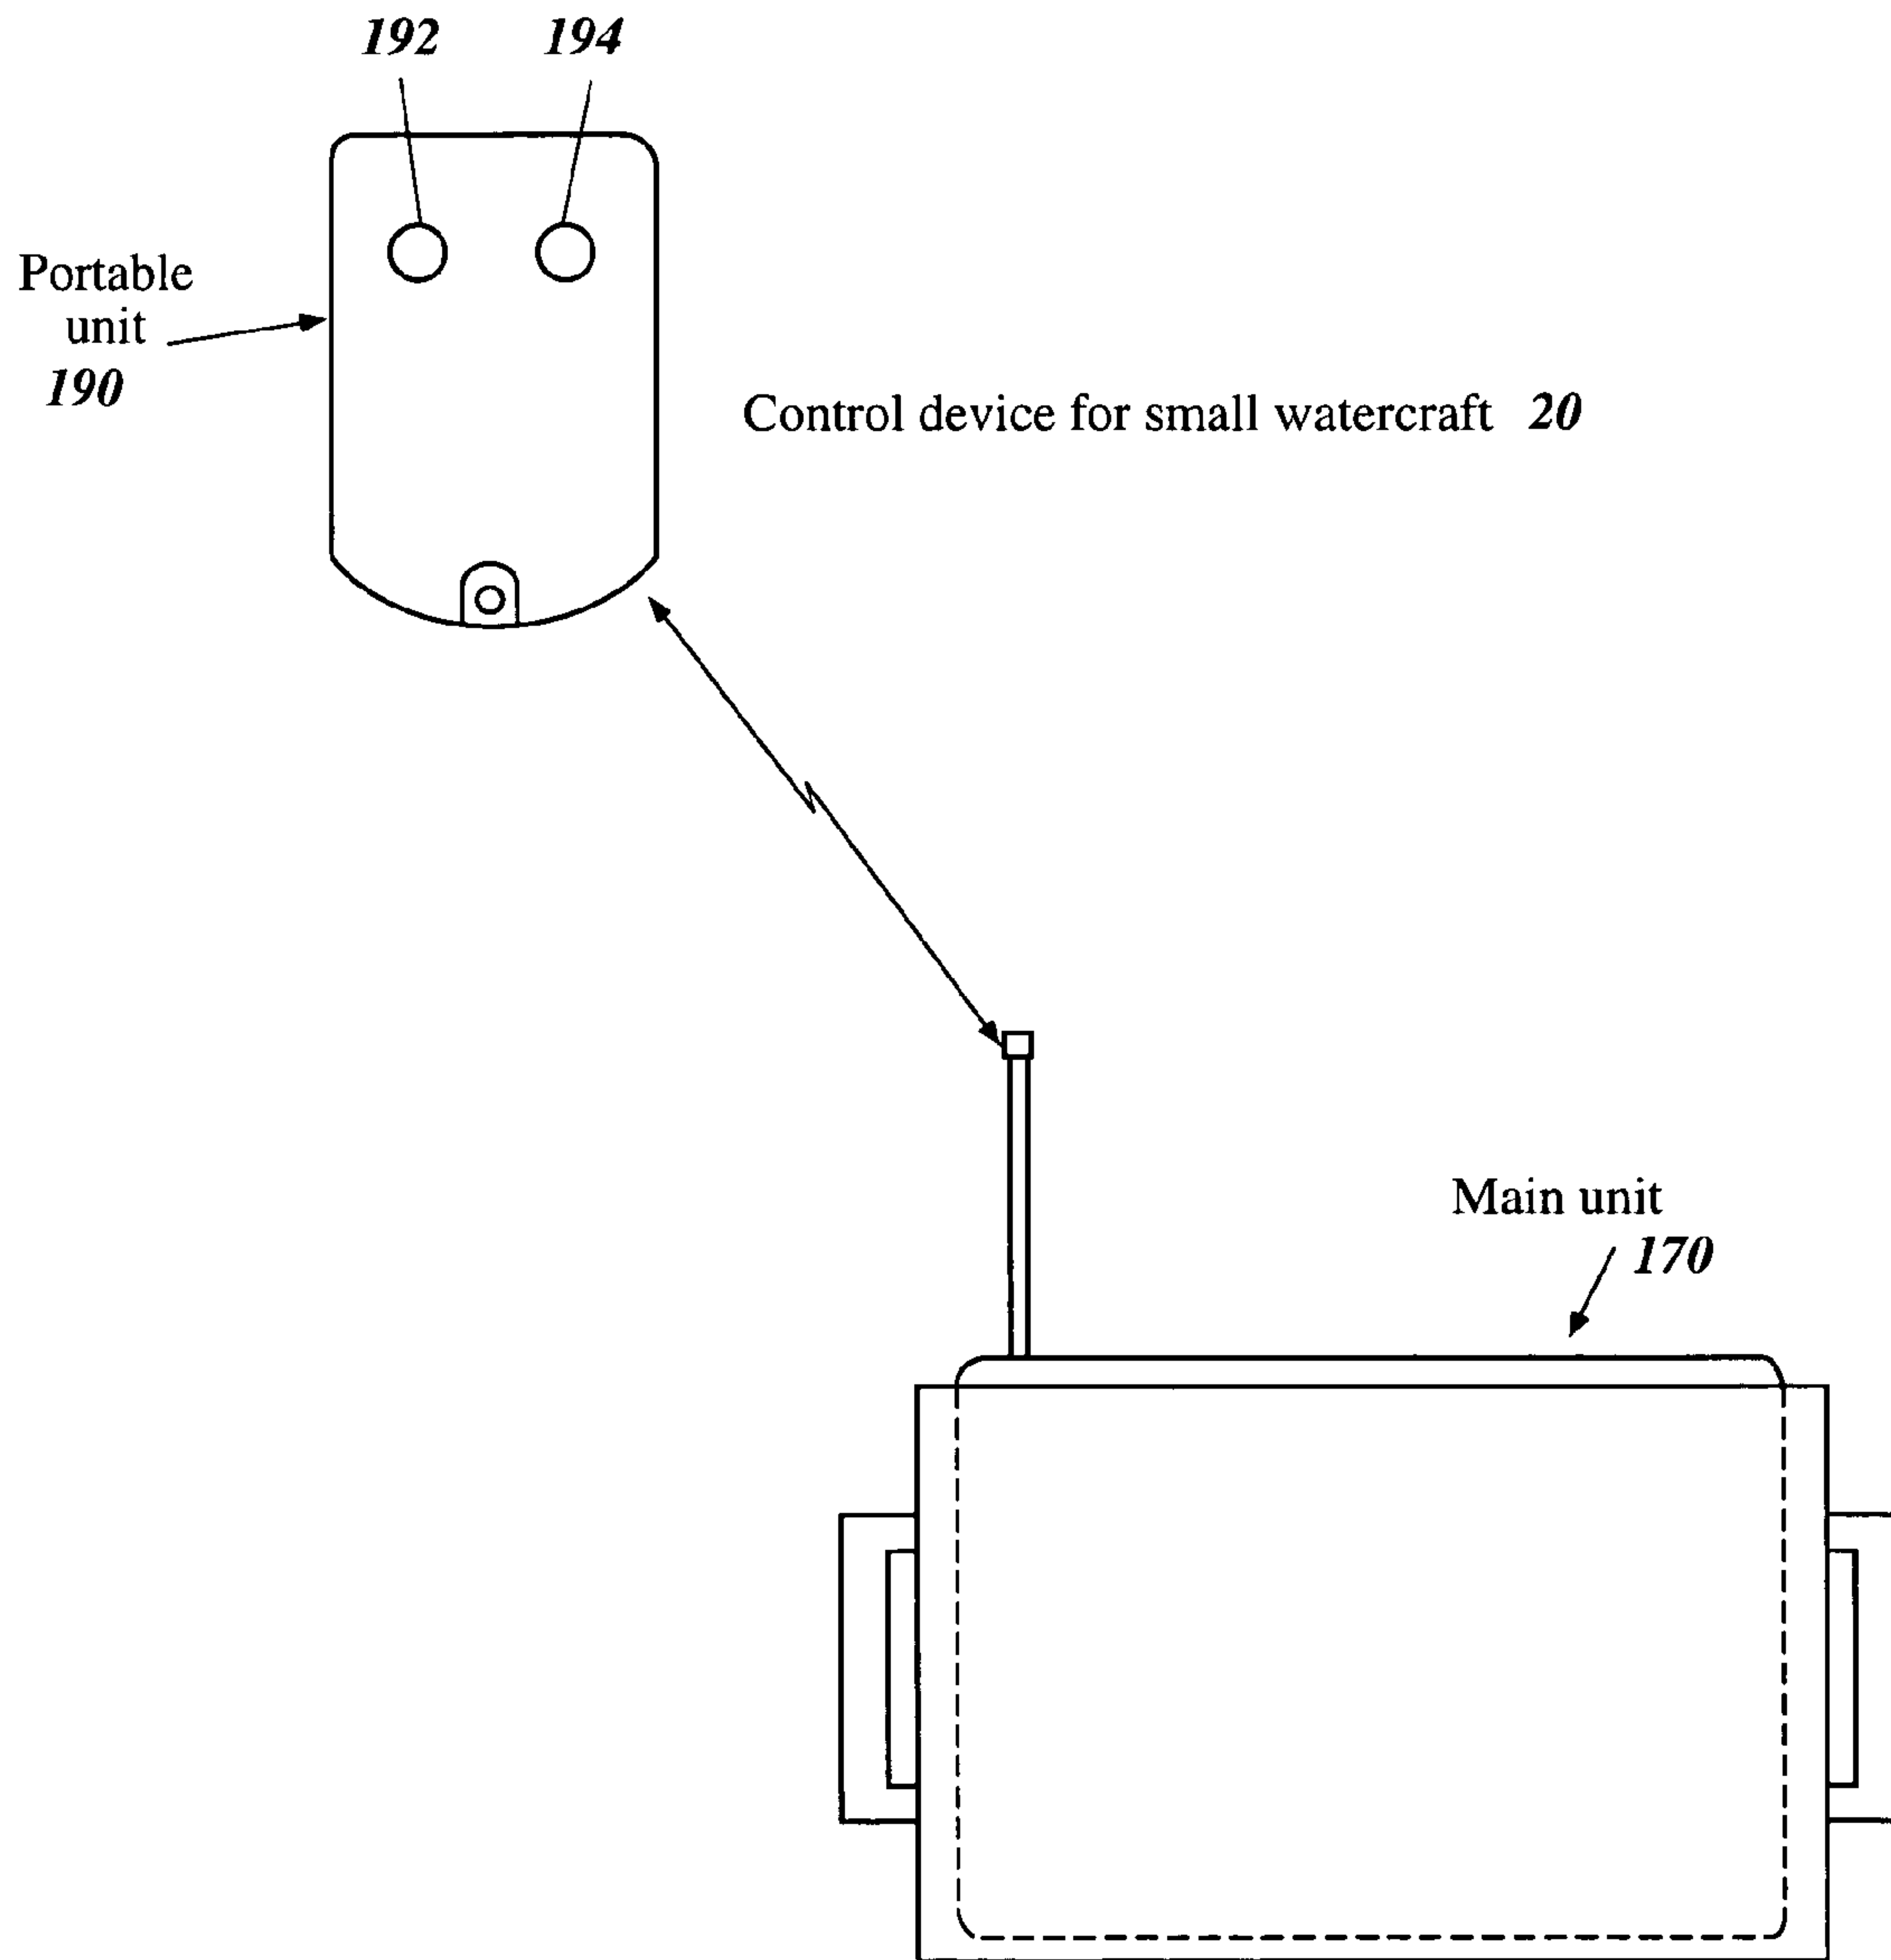 192 194
Portable
unit
190
Control device for small watercraft 20
Main unit
170